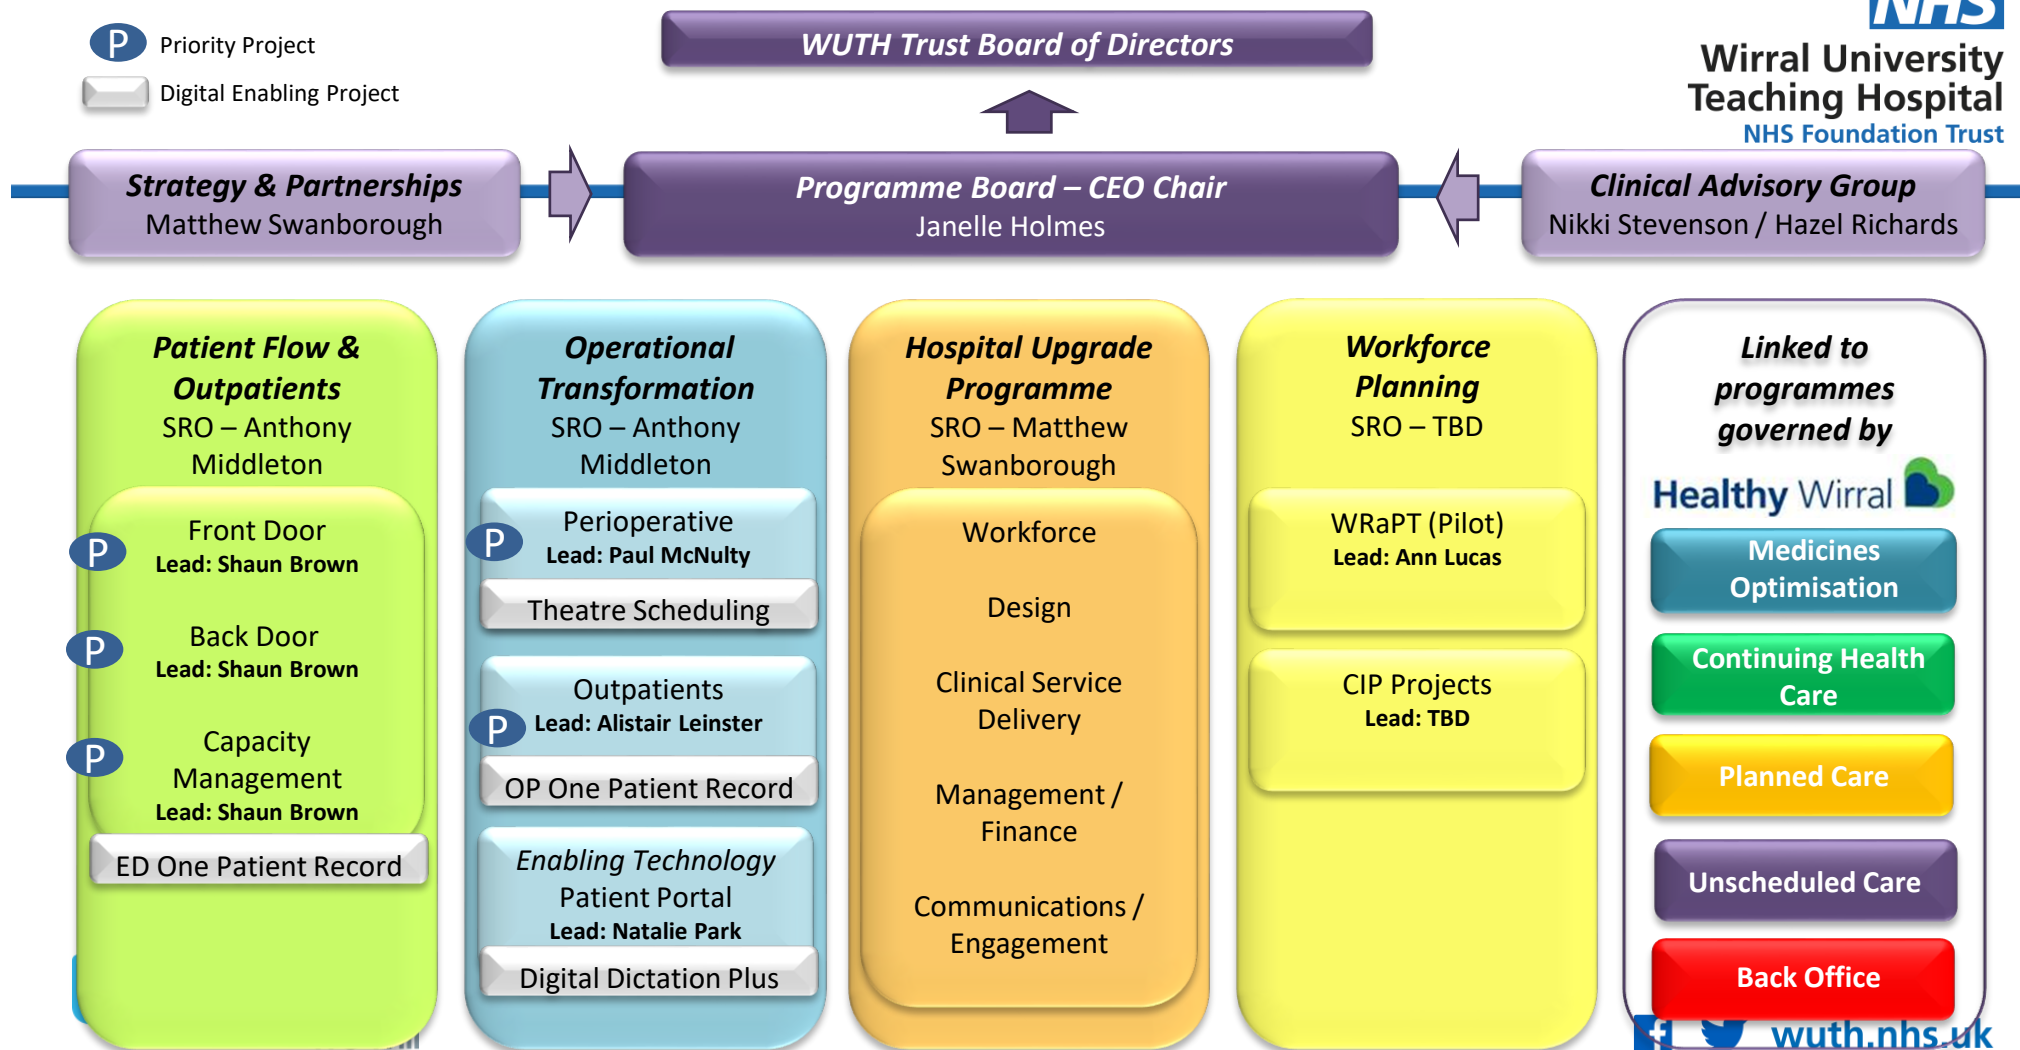 P Priority Project
Digital Enabling Project
WUTH Trust Board of Directors
NHS
Wirral University
Teaching Hospital
NHS Foundation Trust
Strategy & Partnerships
Matthew Swanborough
Programme Board – CEO Chair
Janelle Holmes
Clinical Advisory Group
Nikki Stevenson / Hazel Richards
Patient Flow &
Outpatients
SRO – Anthony
Middleton
P
Front Door
Lead: Shaun Brown
P
Back Door
Lead: Shaun Brown
P
Capacity
Management
Lead: Shaun Brown
ED One Patient Record
Operational
Transformation
SRO – Anthony
Middleton
P
Perioperative
Lead: Paul McNulty
Theatre Scheduling
P
Outpatients
Lead: Alistair Leinster
OP One Patient Record
Enabling Technology
Patient Portal
Lead: Natalie Park
Digital Dictation Plus
Hospital Upgrade
Programme
SRO – Matthew
Swanborough
Workforce
Design
Clinical Service
Delivery
Management /
Finance
Communications /
Engagement
Workforce
Planning
SRO – TBD
WRaPT (Pilot)
Lead: Ann Lucas
CIP Projects
Lead: TBD
Linked to
programmes
governed by
Healthy Wirral
Medicines
Optimisation
Continuing Health
Care
Planned Care
Unscheduled Care
Back Office
wuth.nhs.uk